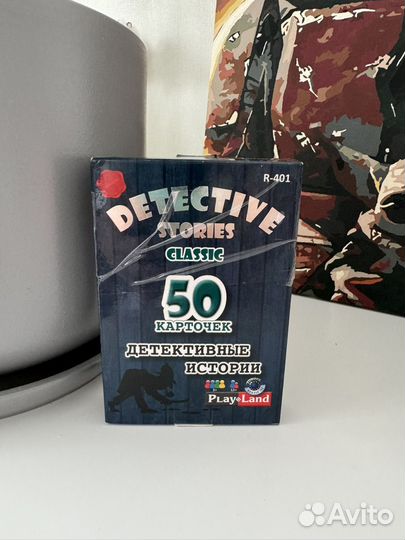 R-401
DETECTIVE
STORIES
CLASSIC
50
КАРТОЧЕК
ДЕТЕКТИВНЫЕ
ИСТОРИИ
PLAY LAND
Avito